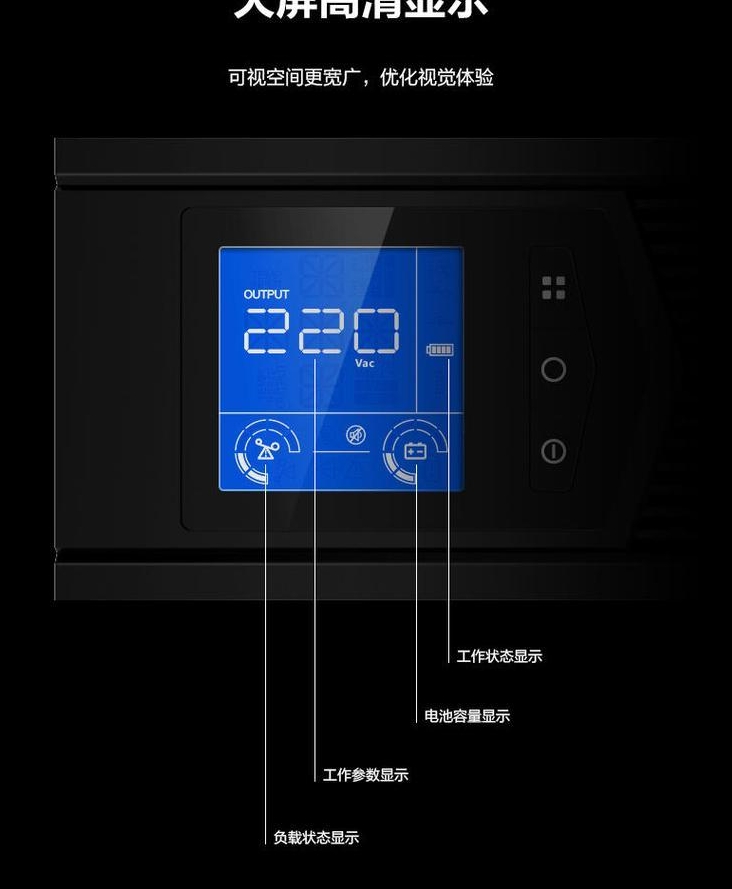 大屏高清显示
可视空间更宽广，优化视觉体验
OUTPUT
220
Vac
工作状态显示
电池容量显示
工作参数显示
负载状态显示